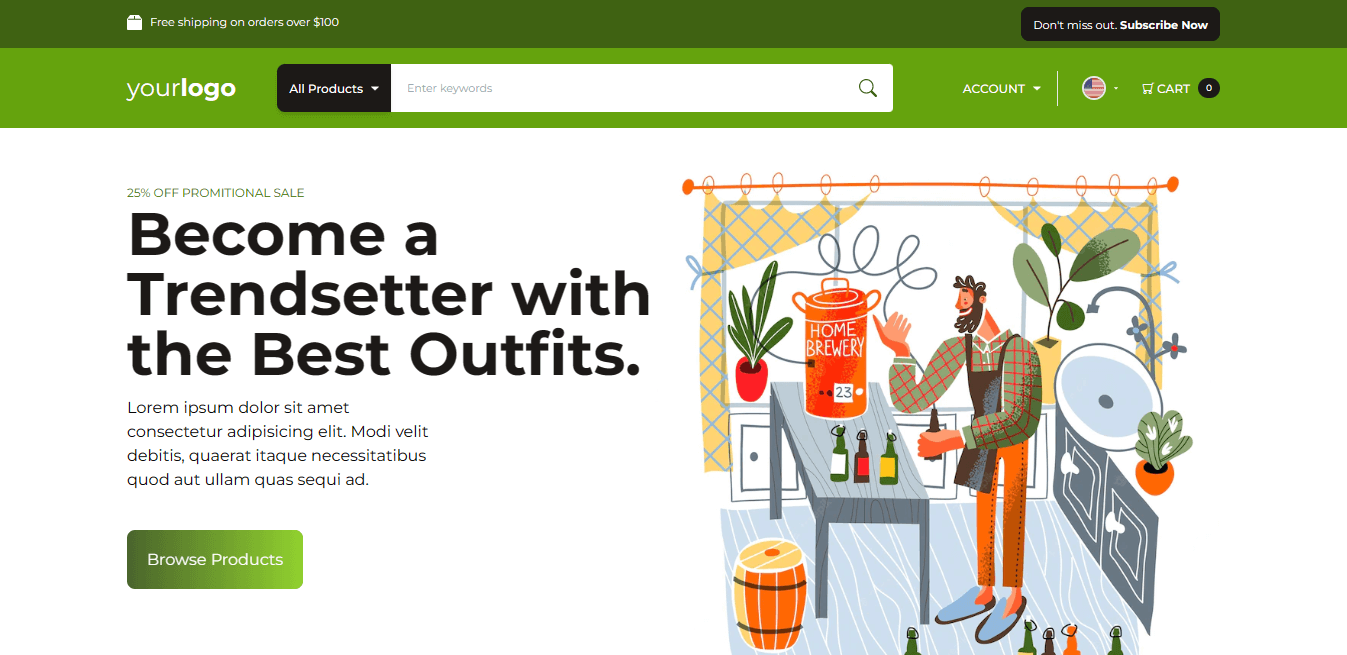 Free shipping on orders over $100
Don't miss out. Subscribe Now
yourlogo
All Products
Enter keywords
ACCOUNT
CART
0
25% OFF PROMITIONAL SALE
Become a
Trendsetter with
the Best Outfits.
Lorem ipsum dolor sit amet
consectetur adipisicing elit. Modi velit
debitis, quaerat itaque necessitatibus
quod aut ullam quas sequi ad.
Browse Products
HOME
BREWERY
23